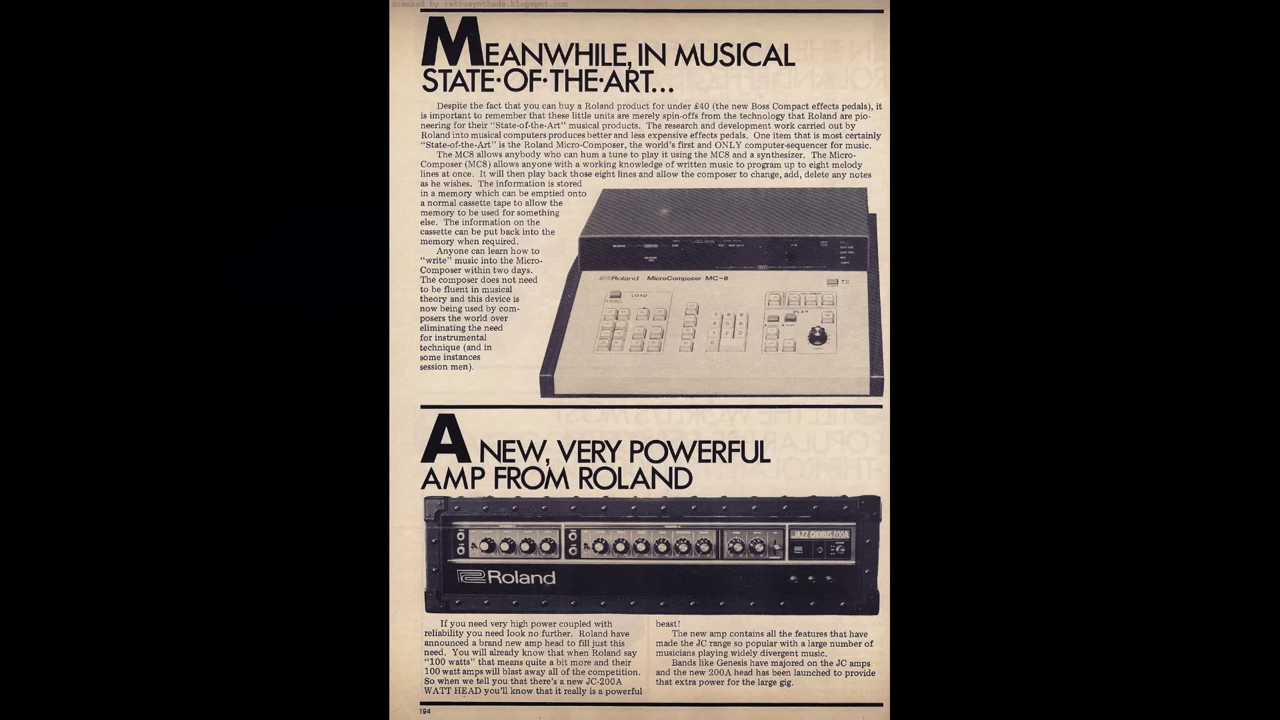 scanned by retrosynthads.blogspot.com
MEANWHILE, IN MUSICAL
STATE·OF·THE·ART...
Despite the fact that you can buy a Roland product for under £40 (the new Boss Compact effects pedals), it
is important to remember that these little units are merely spin-offs from the technology that Roland are pio-
neering for their "State-of-the-Art" musical products. The research and development work carried out by
Roland into musical computers produces better and less expensive effects pedals. One item that is most certainly
"State-of-the-Art" is the Roland Micro-Composer, the world's first and ONLY computer-sequencer for music.
The MC8 allows anybody who can hum a tune to play it using the MC8 and a synthesizer. The Micro-
Composer (MC8) allows anyone with a working knowledge of written music to program up to eight melody
lines at once. It will then play back those eight lines and allow the composer to change, add, delete any notes
as he wishes. The information is stored
in a memory which can be emptied onto
a normal cassette tape to allow the
memory to be used for something
else. The information on the
cassette can be put back into the
memory when required.
Anyone can learn how to
"write" music into the Micro-
Composer within two days.
The composer does not need
to be fluent in musical
theory and this device is
now being used by com-
posers the world over
eliminating the need
for instrumental
technique (and in
some instances
session men).
Roland MicroComposer MC-8
LOAD
PLAY
A NEW, VERY POWERFUL
AMP FROM ROLAND
JAZZ CHORUS-200A
Roland
If you need very high power coupled with
reliability you need look no further. Roland have
announced a brand new amp head to fill just this
need. You will already know that when Roland say
"100 watts" that means quite a bit more and their
100 watt amps will blast away all of the competition.
So when we tell you that there's a new JC-200A
WATT HEAD you'll know that it really is a powerful
beast!
The new amp contains all the features that have
made the JC range so popular with a large number of
musicians playing widely divergent music.
Bands like Genesis have majored on the JC amps
and the new 200A head has been launched to provide
that extra power for the large gig.
194